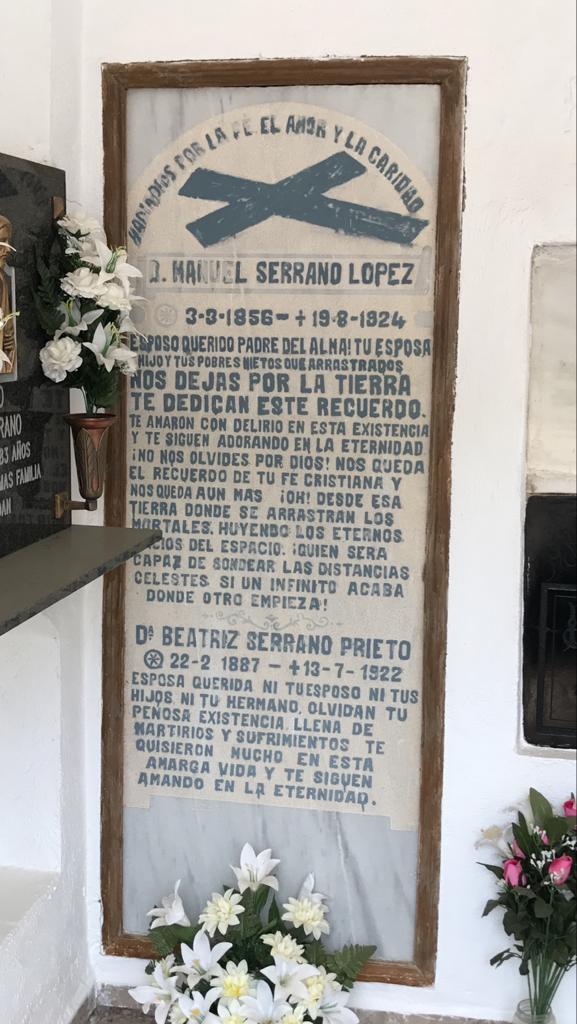 POR LA FE EL AMOR Y LA CARIDAD
D. MANUEL SERRANO LOPEZ
3-3-1856 - + 19-8-1924
ESPOSO QUERIDO PADRE DEL ALMA! TU ESPOSA
HIJO Y TUS POBRES NIETOS QUE ARRASTRADOS
NOS DEJAS POR LA TIERRA
TE DEDICAN ESTE RECUERDO.
TE AMARON CON DELIRIO EN ESTA EXISTENCIA
Y TE SIGUEN ADORANDO EN LA ETERNIDAD
¡NO NOS OLVIDES POR DIOS! NOS QUEDA
EL RECUERDO DE TU FE CRISTIANA Y
NOS QUEDA AUN MAS ¡OH! DESDE ESA
TIERRA DONDE SE ARRASTRAN LOS
MORTALES, HUYENDO LOS ETERNOS
DEL ESPACIO. ¡QUIEN SERA
CAPAZ DE SONDEAR LAS DISTANCIAS
CELESTES SI UN INFINITO ACABA
DONDE OTRO EMPIEZA!
Dª BEATRIZ SERRANO PRIETO
22-2 1887 - +13-7-1922
ESPOSA QUERIDA NI TU ESPOSO NI TUS
HIJOS NI TU HERMANO, OLVIDAN TU
PENOSA EXISTENCIA LLENA DE
MARTIRIOS Y SUFRIMIENTOS TE
QUISIERON MUCHO EN ESTA
AMARGA VIDA Y TE SIGUEN
AMANDO EN LA ETERNIDAD.
RANO
83 AÑOS
FAMILIA